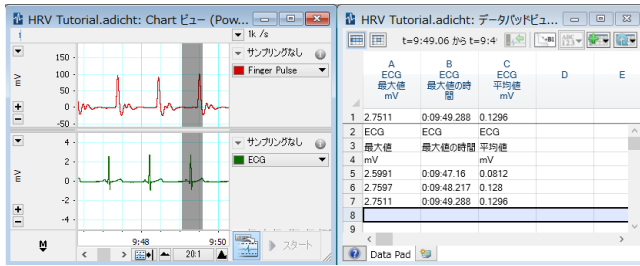 HRV Tutorial.adicht: Chart ビュー (Pow...
1k /s
150
100
50
0
-50
mV
サンプリングなし
Finger Pulse
4
2
0
-2
-4
mV
サンプリングなし
ECG
M
9:48
9:50
20:1
スタート
HRV Tutorial.adicht: データパッドビュ...
t=9:49.06 から t=9:4
A B C D E
ECG ECG ECG
最大値 最大値の時間 平均値
mV mV
1 2.7511 0:09:49.288 0.1296
2 ECG ECG ECG
3 最大値 最大値の時間 平均値
4 mV mV
5 2.5991 0:09:47.16 0.0812
6 2.7597 0:09:48.217 0.128
7 2.7511 0:09:49.288 0.1296
8
9
Data Pad